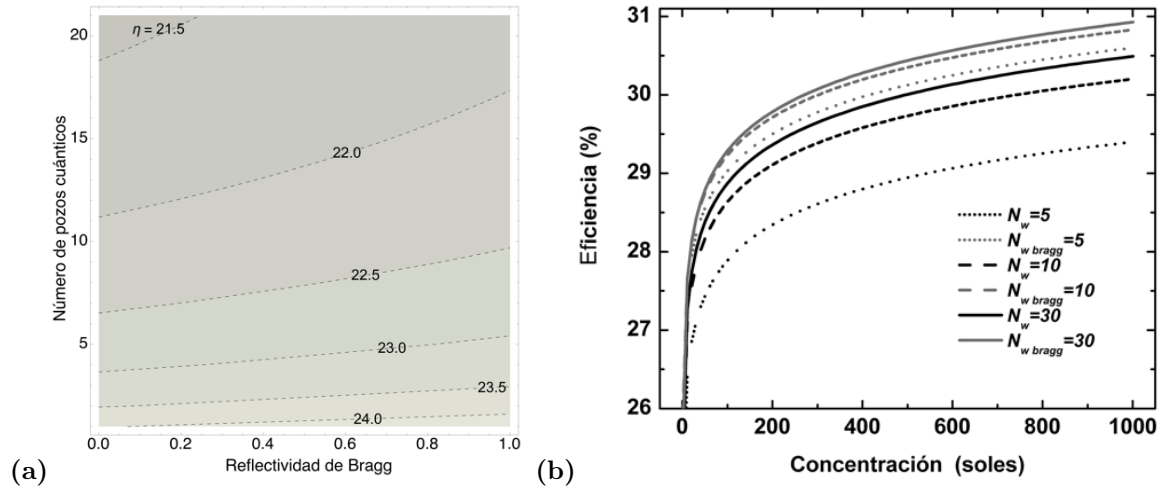 20
15
10
5
Número de pozos cuánticos
η = 21.5
22.0
22.5
23.0
23.5
24.0
0.0 0.2 0.4 0.6 0.8 1.0
Reflectividad de Bragg
(a)
31
30
29
28
27
26
Eficiencia (%)
N_w=5
N_w bragg=5
N_w=10
N_w bragg=10
N_w=30
N_w bragg=30
0 200 400 600 800 1000
Concentración (soles)
(b)